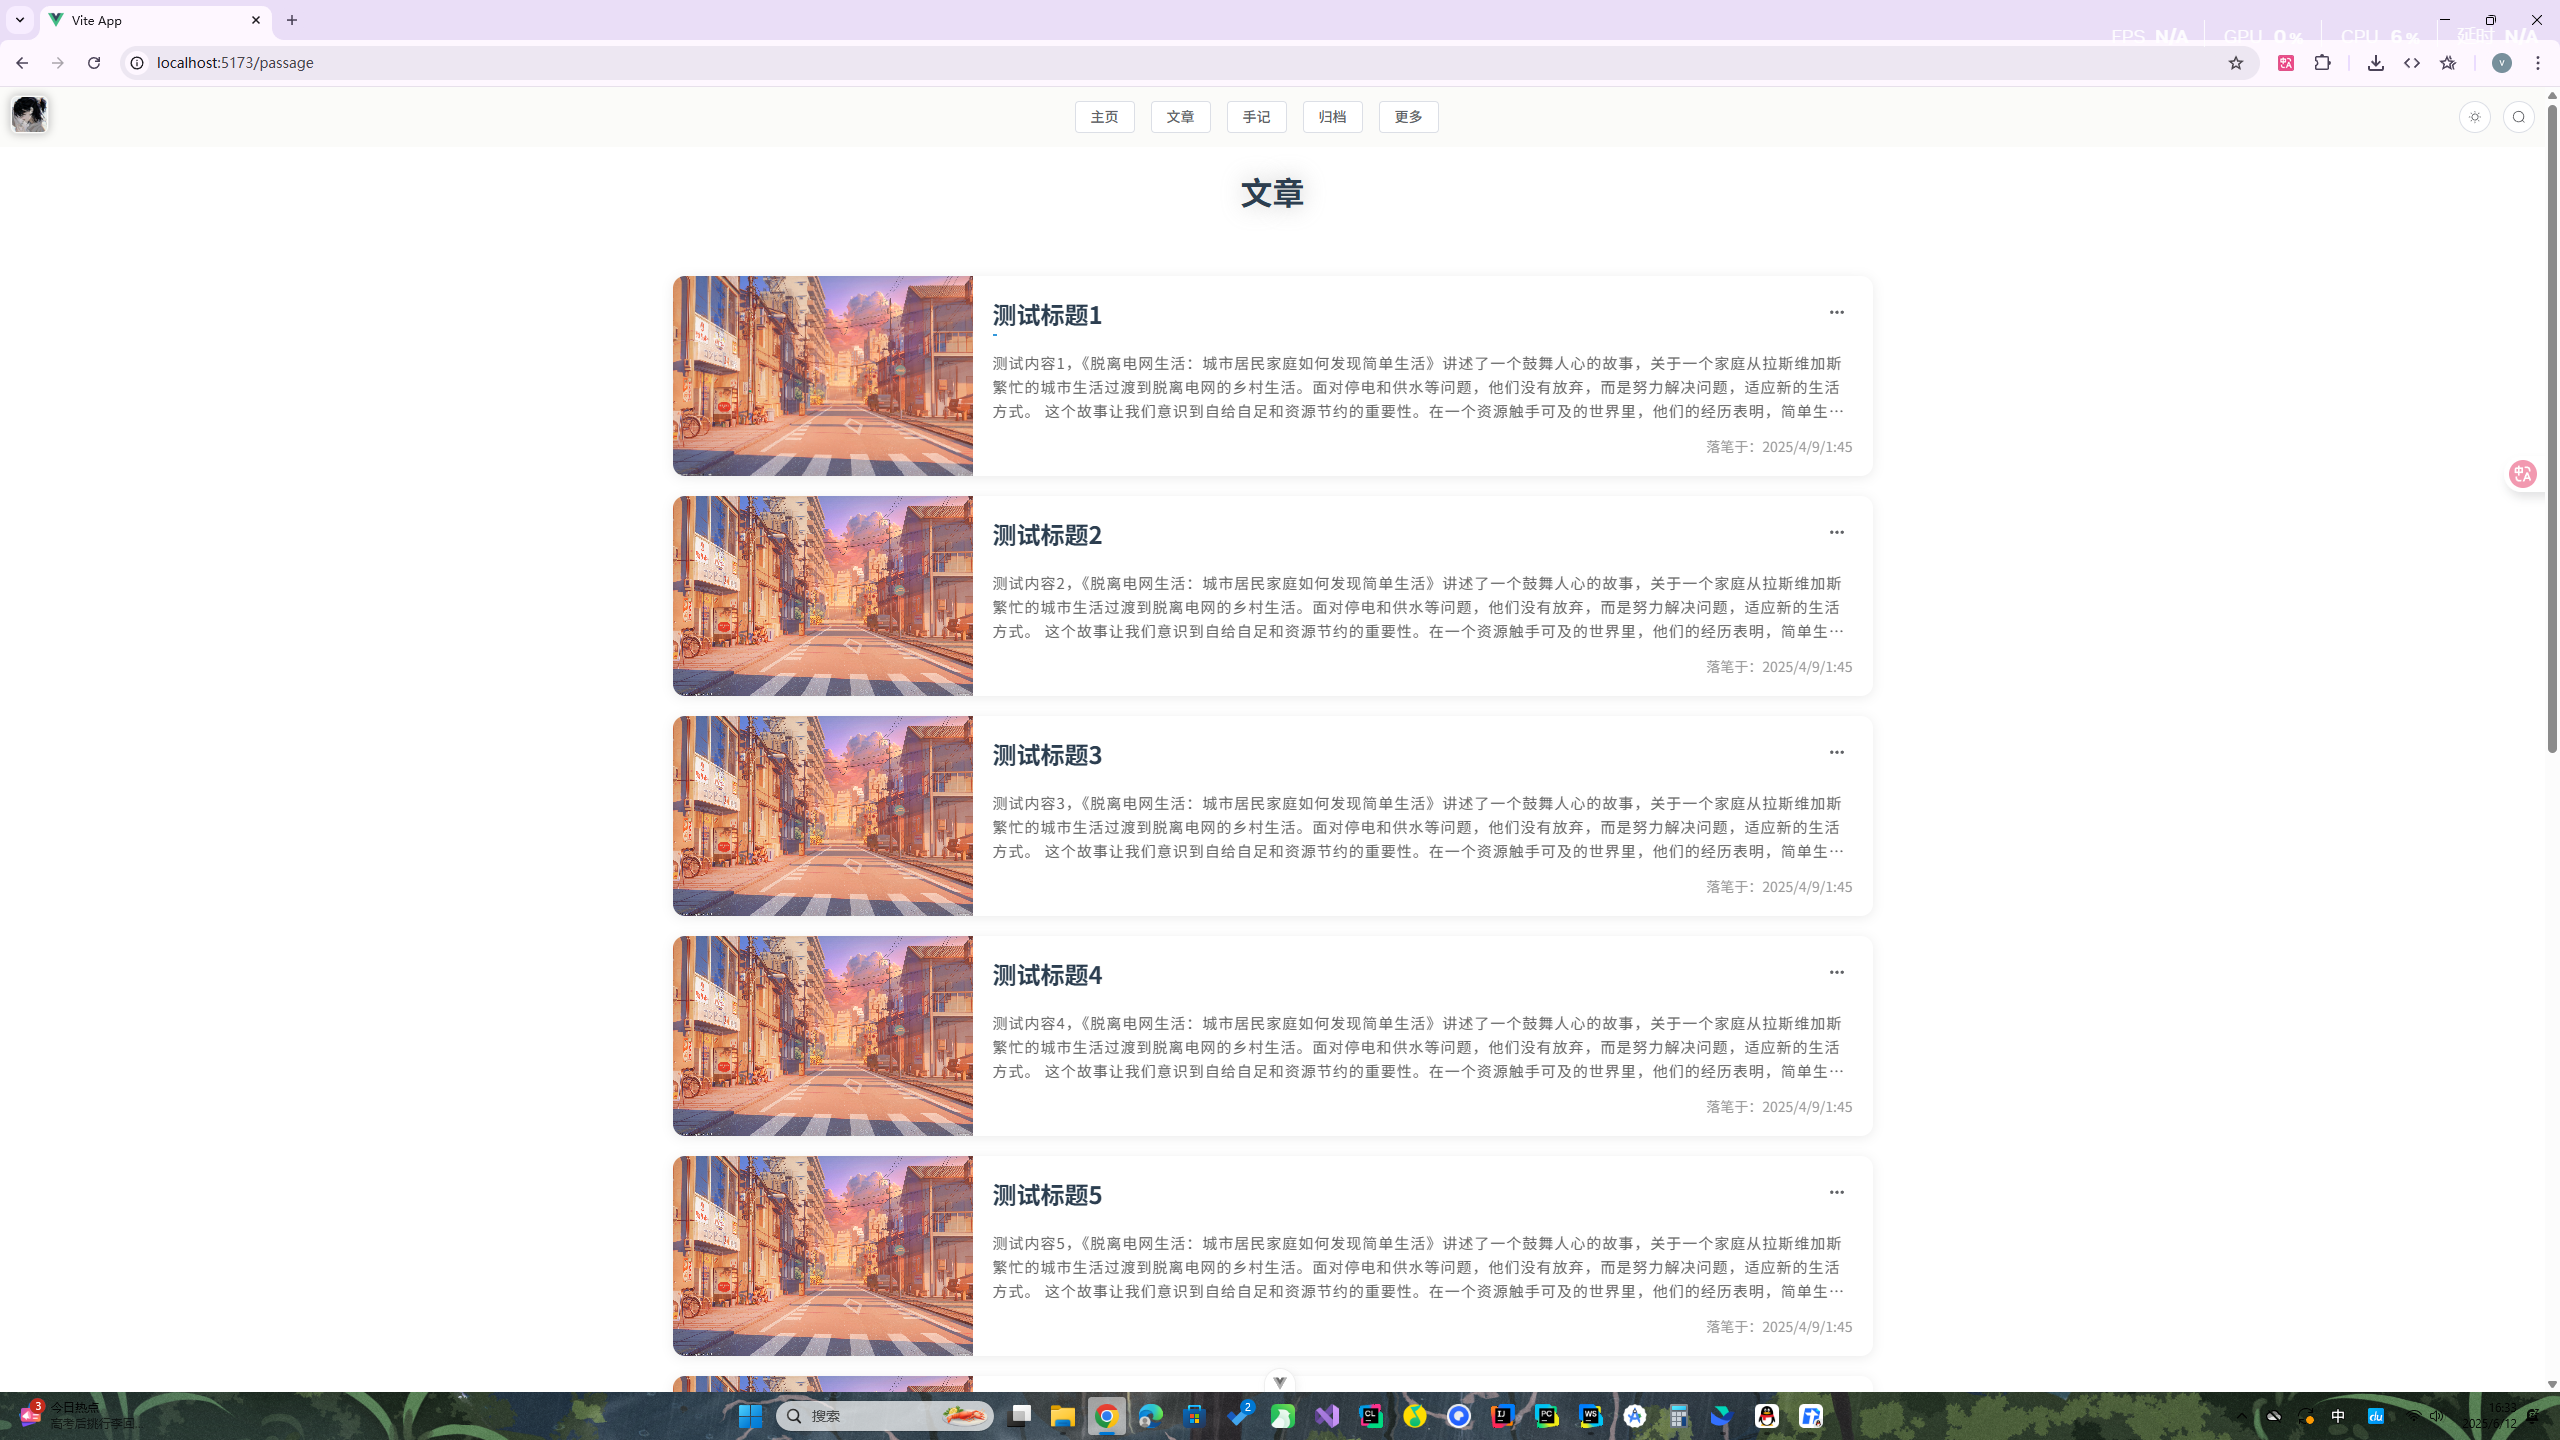 Vite App
FPS N/A GPU 0% CPU 6% 延时 N/A
localhost:5173/passage
V
主页 文章 手记 归档 更多
文章
测试标题1
测试内容1，《脱离电网生活：城市居民家庭如何发现简单生活》讲述了一个鼓舞人心的故事，关于一个家庭从拉斯维加斯
繁忙的城市生活过渡到脱离电网的乡村生活。面对停电和供水等问题，他们没有放弃，而是努力解决问题，适应新的生活
方式。 这个故事让我们意识到自给自足和资源节约的重要性。在一个资源触手可及的世界里，他们的经历表明，简单生…
落笔于：2025/4/9/1:45
测试标题2
测试内容2，《脱离电网生活：城市居民家庭如何发现简单生活》讲述了一个鼓舞人心的故事，关于一个家庭从拉斯维加斯
繁忙的城市生活过渡到脱离电网的乡村生活。面对停电和供水等问题，他们没有放弃，而是努力解决问题，适应新的生活
方式。 这个故事让我们意识到自给自足和资源节约的重要性。在一个资源触手可及的世界里，他们的经历表明，简单生…
落笔于：2025/4/9/1:45
测试标题3
测试内容3，《脱离电网生活：城市居民家庭如何发现简单生活》讲述了一个鼓舞人心的故事，关于一个家庭从拉斯维加斯
繁忙的城市生活过渡到脱离电网的乡村生活。面对停电和供水等问题，他们没有放弃，而是努力解决问题，适应新的生活
方式。 这个故事让我们意识到自给自足和资源节约的重要性。在一个资源触手可及的世界里，他们的经历表明，简单生…
落笔于：2025/4/9/1:45
测试标题4
测试内容4，《脱离电网生活：城市居民家庭如何发现简单生活》讲述了一个鼓舞人心的故事，关于一个家庭从拉斯维加斯
繁忙的城市生活过渡到脱离电网的乡村生活。面对停电和供水等问题，他们没有放弃，而是努力解决问题，适应新的生活
方式。 这个故事让我们意识到自给自足和资源节约的重要性。在一个资源触手可及的世界里，他们的经历表明，简单生…
落笔于：2025/4/9/1:45
测试标题5
测试内容5，《脱离电网生活：城市居民家庭如何发现简单生活》讲述了一个鼓舞人心的故事，关于一个家庭从拉斯维加斯
繁忙的城市生活过渡到脱离电网的乡村生活。面对停电和供水等问题，他们没有放弃，而是努力解决问题，适应新的生活
方式。 这个故事让我们意识到自给自足和资源节约的重要性。在一个资源触手可及的世界里，他们的经历表明，简单生…
落笔于：2025/4/9/1:45
3 今日热点
高考后挑行李回...
搜索
2
中
du
16:33
2025/6/12